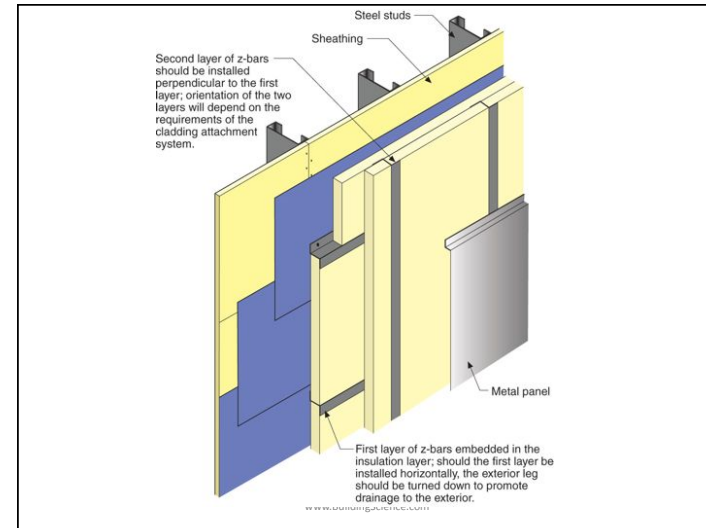 Steel studs
Sheathing
Second layer of z-bars
should be installed
perpendicular to the first
layer; orientation of the two
layers will depend on the
requirements of the
cladding attachment
system.
Metal panel
First layer of z-bars embedded in the
insulation layer; should the first layer be
installed horizontally, the exterior leg
should be turned down to promote
drainage to the exterior.
www.buildingscience.com